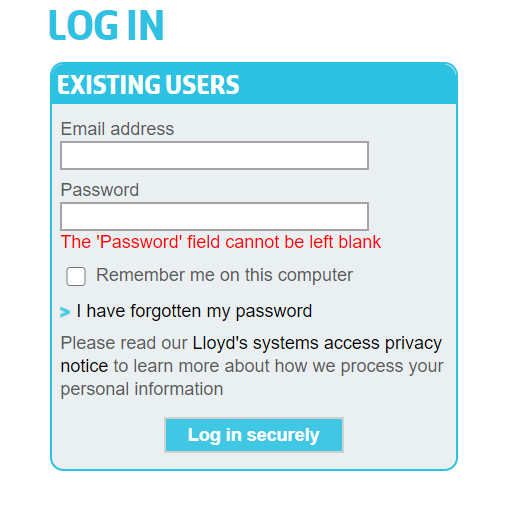 LOG IN
EXISTING USERS
Email address
Password
The 'Password' field cannot be left blank
Remember me on this computer
> I have forgotten my password
Please read our Lloyd's systems access privacy
notice to learn more about how we process your
personal information
Log in securely